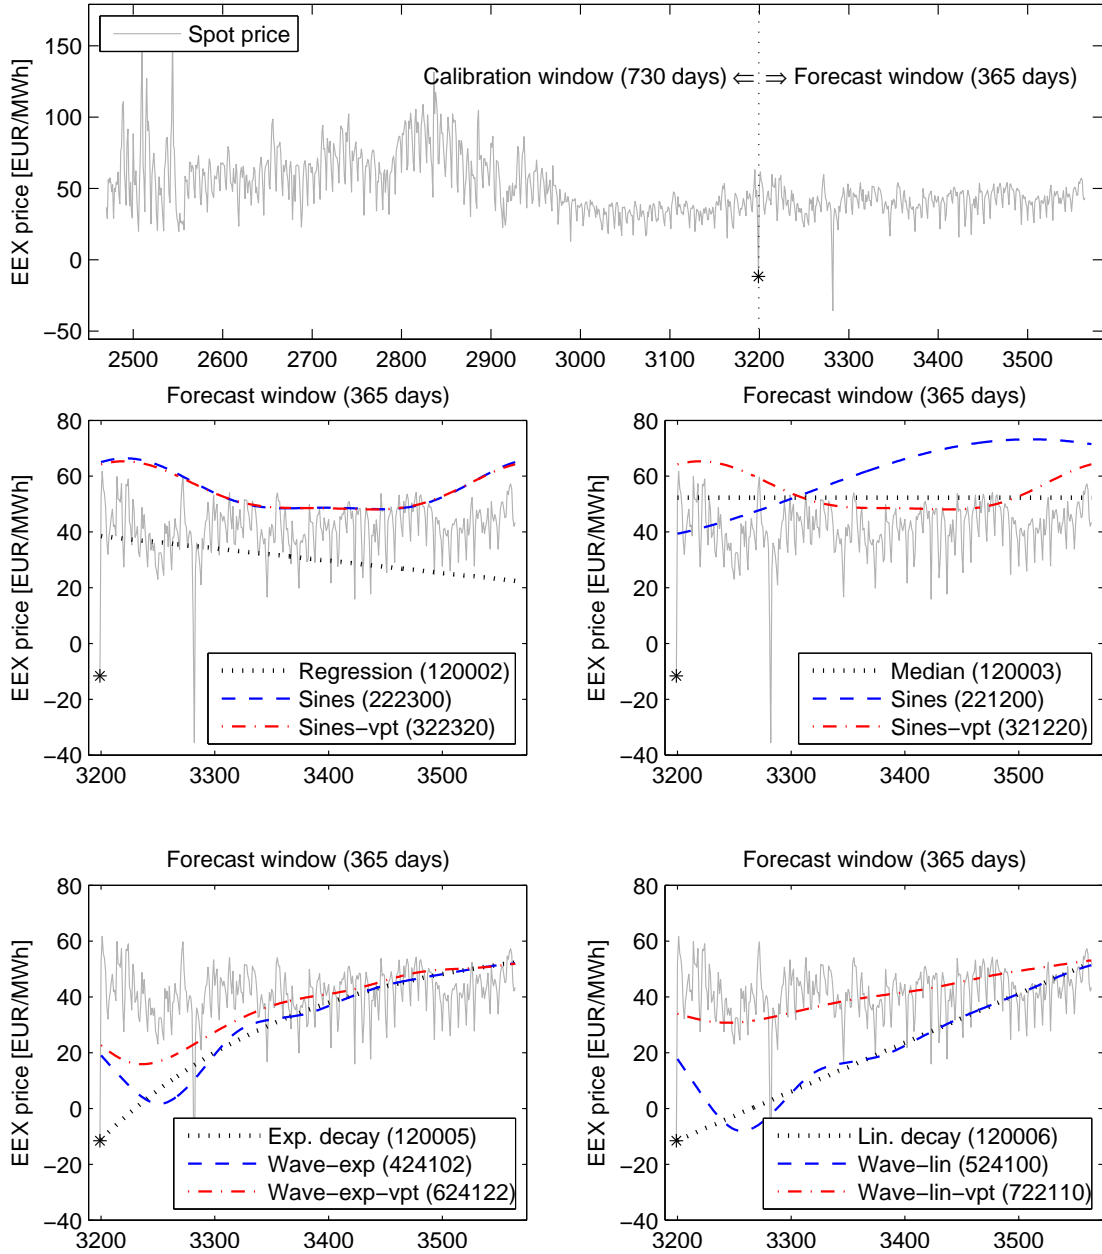 Spot price
Calibration window (730 days) ⇐ ⇒ Forecast window (365 days)
EEX price [EUR/MWh]
150
100
50
0
−50
2500 2600 2700 2800 2900 3000 3100 3200 3300 3400 3500
Forecast window (365 days)
EEX price [EUR/MWh]
80
60
40
20
0
−20
−40
Regression (120002)
Sines (222300)
Sines−vpt (322320)
3200 3300 3400 3500
Forecast window (365 days)
EEX price [EUR/MWh]
80
60
40
20
0
−20
−40
Median (120003)
Sines (221200)
Sines−vpt (321220)
3200 3300 3400 3500
Forecast window (365 days)
EEX price [EUR/MWh]
80
60
40
20
0
−20
−40
Exp. decay (120005)
Wave−exp (424102)
Wave−exp−vpt (624122)
3200 3300 3400 3500
Forecast window (365 days)
EEX price [EUR/MWh]
80
60
40
20
0
−20
−40
Lin. decay (120006)
Wave−lin (524100)
Wave−lin−vpt (722110)
3200 3300 3400 3500